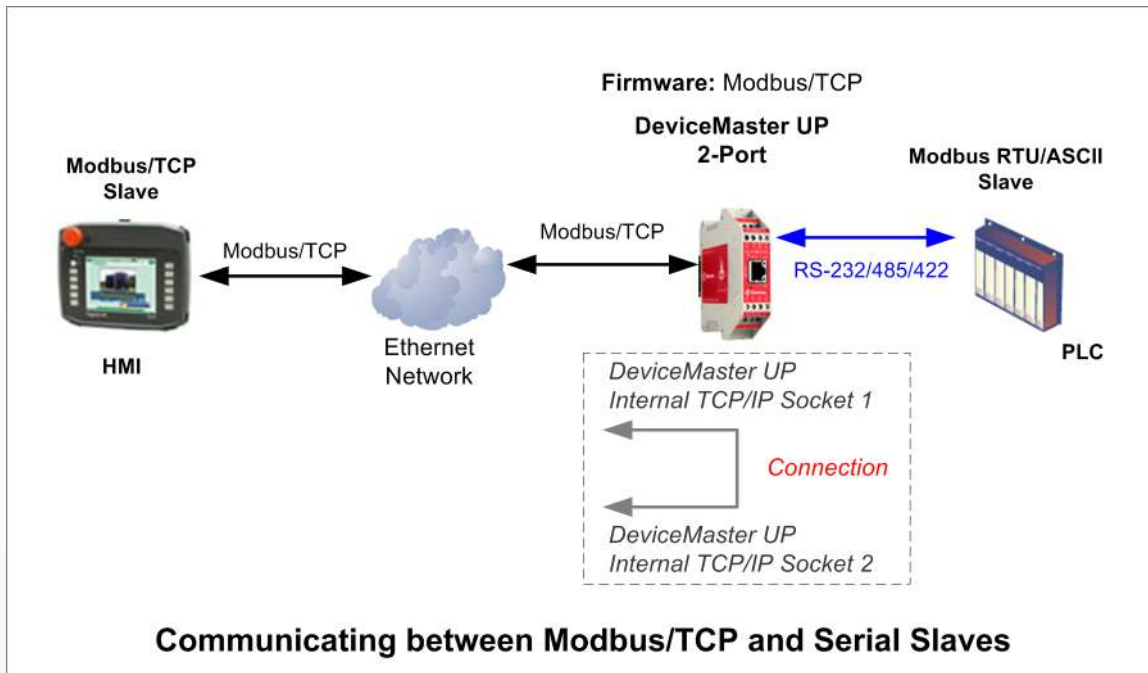 Firmware: Modbus/TCP
DeviceMaster UP
2-Port
Modbus/TCP
Slave
Modbus RTU/ASCII
Slave
Modbus/TCP
Modbus/TCP
RS-232/485/422
HMI
Ethernet
Network
PLC
DeviceMaster UP
Internal TCP/IP Socket 1
Connection
DeviceMaster UP
Internal TCP/IP Socket 2
Communicating between Modbus/TCP and Serial Slaves